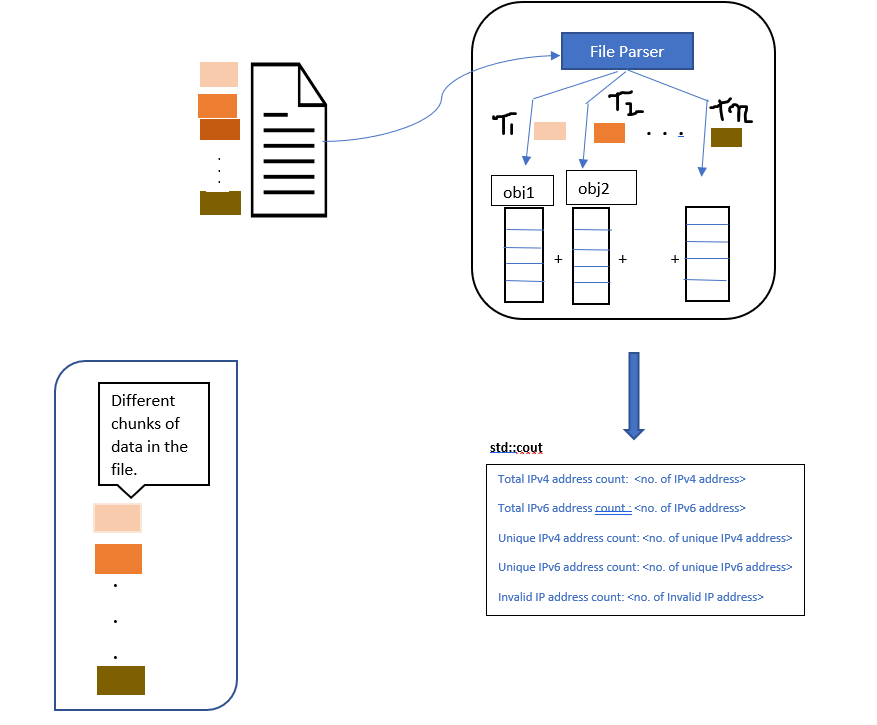 File Parser
T1
T2
Tn
obj1
obj2
+
+
+
Different
chunks of
data in the
file.
std::cout
Total IPv4 address count:  <no. of IPv4 address>
Total IPv6 address count : <no. of IPv6 address>
Unique IPv4 address count: <no. of unique IPv4 address>
Unique IPv6 address count: <no. of unique IPv6 address>
Invalid IP address count: <no. of Invalid IP address>